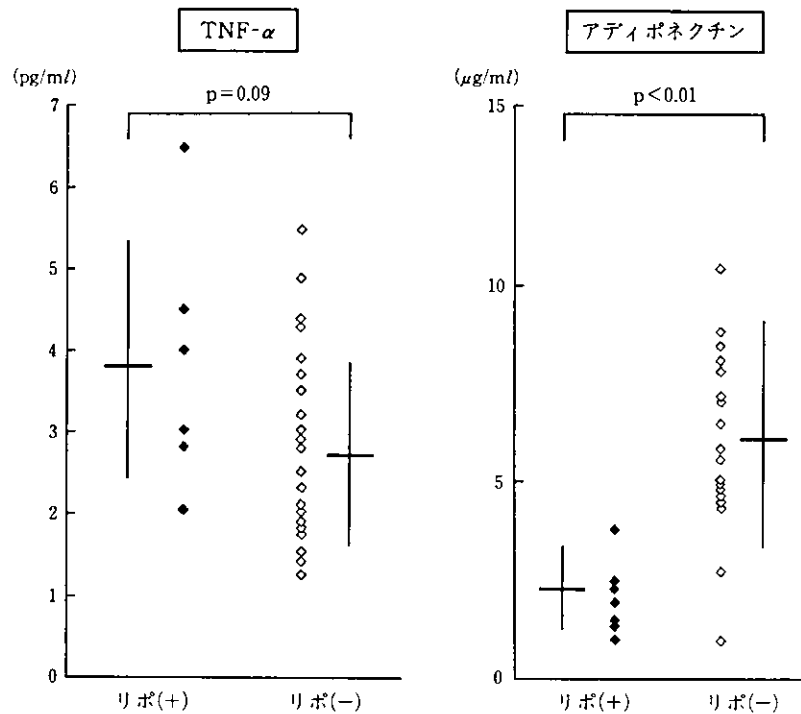 TNF-α
(pg/ml)
p=0.09
7
6
5
4
3
2
1
0
リポ(+)
リポ(-)
アディポネクチン
(μg/ml)
p<0.01
15
10
5
0
リポ(+)
リポ(-)